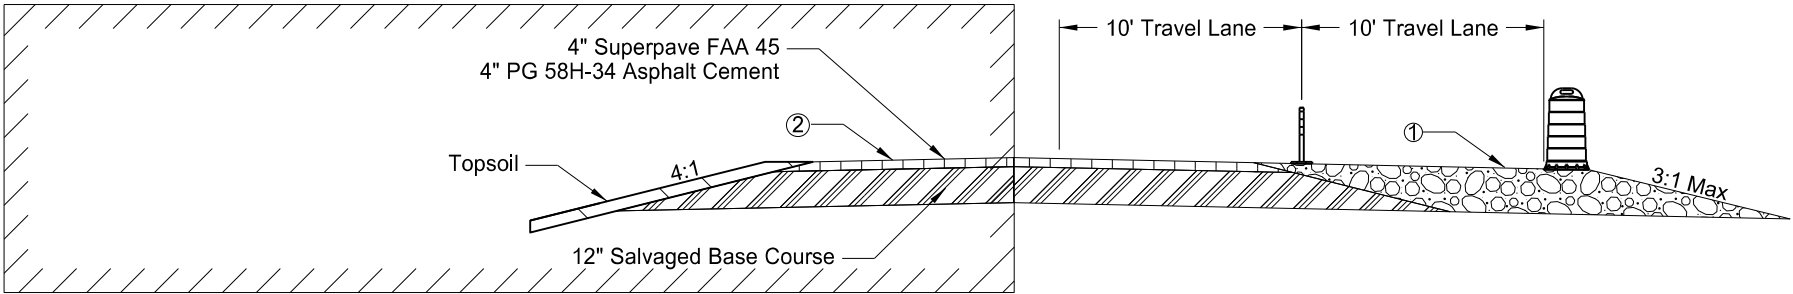 10' Travel Lane
10' Travel Lane
4" Superpave FAA 45
4" PG 58H-34 Asphalt Cement
2
1
Topsoil
4:1
3:1 Max
12" Salvaged Base Course